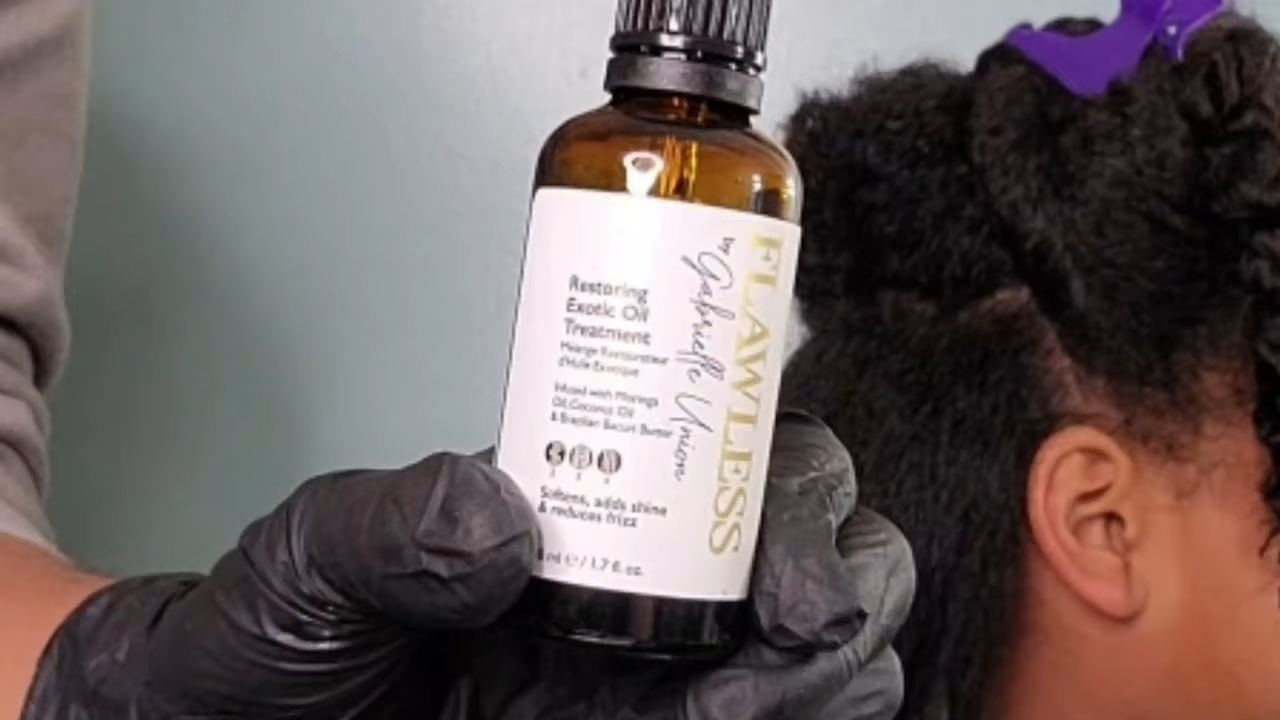 FLAWLESS
BY Gabrielle Union
Restoring
Exotic Oil
Treatment
Mélange Restaurateur
d'Huile Exotique
Infused with Moringa
Oil, Coconut Oil
& Brazilian Bacuri Butter
Softens, adds shine
& reduces frizz
ml ℮ / 1.7 fl. oz.